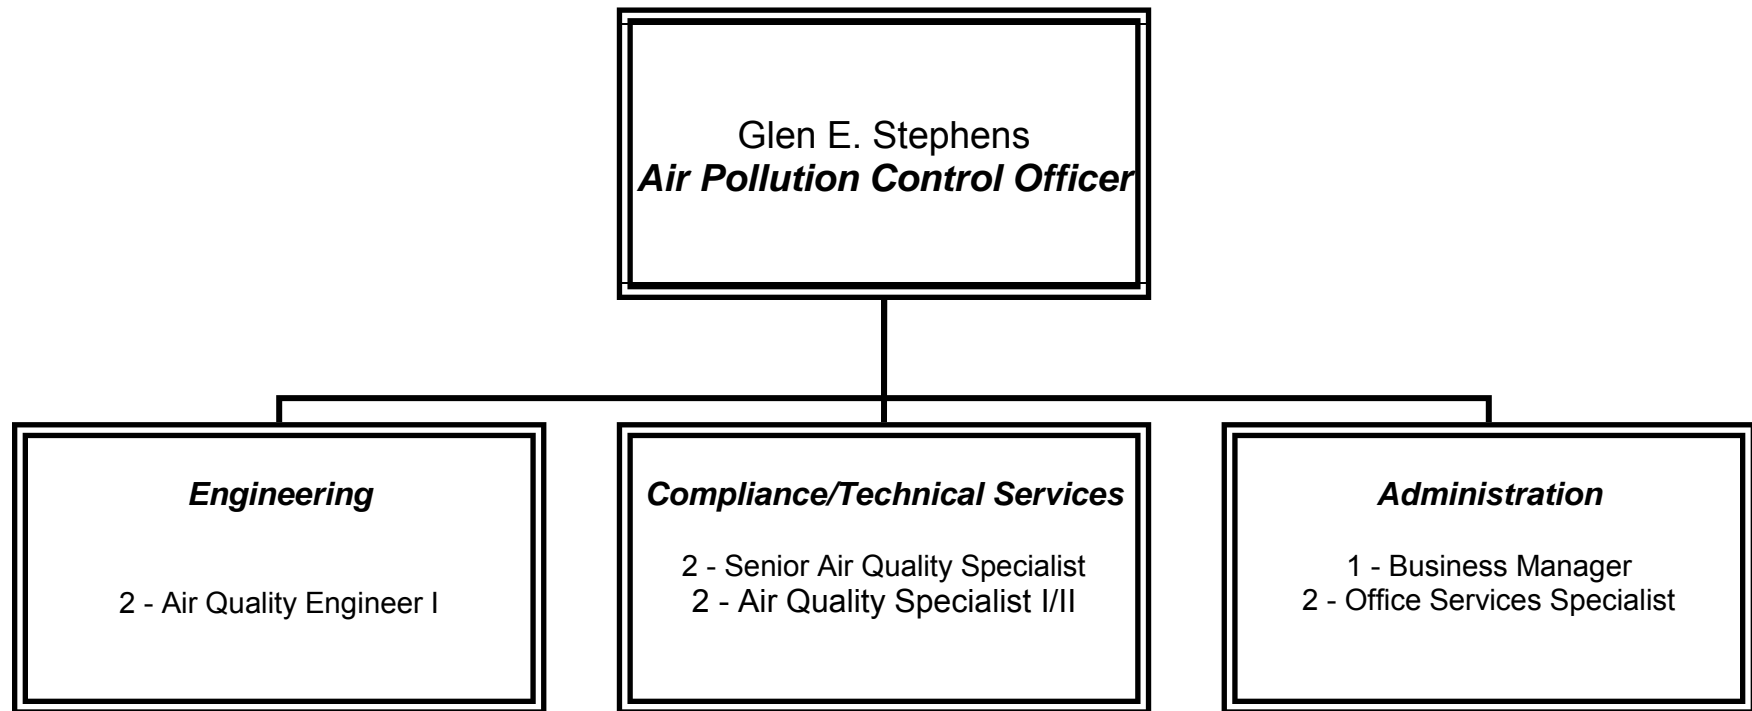 Glen E. Stephens
Air Pollution Control Officer
Engineering
2 - Air Quality Engineer I
Compliance/Technical Services
2 - Senior Air Quality Specialist
2 - Air Quality Specialist I/II
Administration
1 - Business Manager
2 - Office Services Specialist